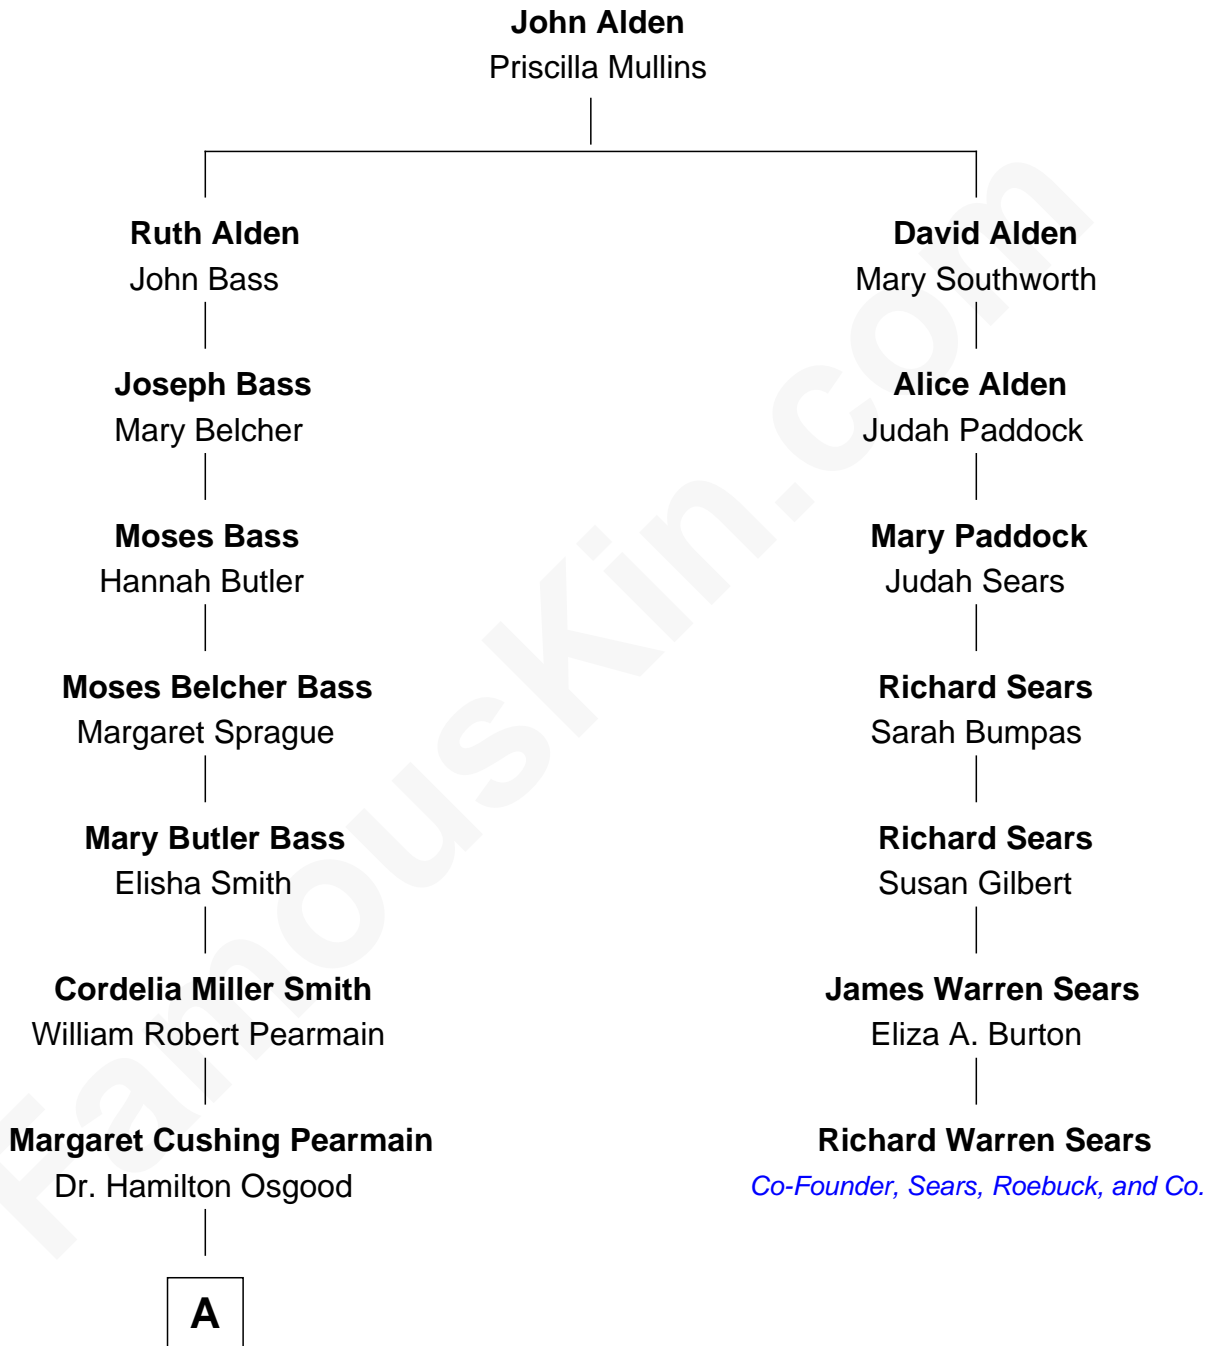 John Alden
Priscilla Mullins
Ruth Alden
John Bass
Joseph Bass
Mary Belcher
Moses Bass
Hannah Butler
Moses Belcher Bass
Margaret Sprague
Mary Butler Bass
Elisha Smith
Cordelia Miller Smith
William Robert Pearmain
Margaret Cushing Pearmain
Dr. Hamilton Osgood
A
David Alden
Mary Southworth
Alice Alden
Judah Paddock
Mary Paddock
Judah Sears
Richard Sears
Sarah Bumpas
Richard Sears
Susan Gilbert
James Warren Sears
Eliza A. Burton
Richard Warren Sears
Co-Founder, Sears, Roebuck, and Co.
FamousKin.com